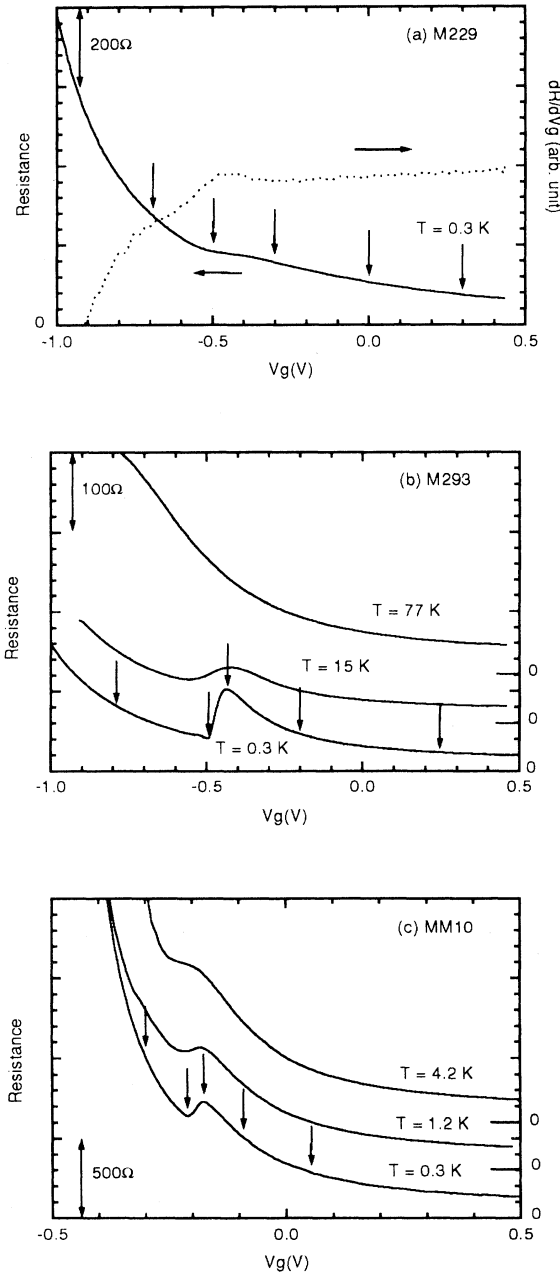 (a) M229
200Ω
Resistance
dR/dVg (arb. unit)
T = 0.3 K
0
-1.0
-0.5
0.0
0.5
Vg(V)
(b) M293
100Ω
Resistance
T = 77 K
T = 15 K
0
0
T = 0.3 K
0
-1.0
-0.5
0.0
0.5
Vg(V)
(c) MM10
Resistance
T = 4.2 K
T = 1.2 K
0
500Ω
T = 0.3 K
0
0
-0.5
0.0
0.5
Vg(V)